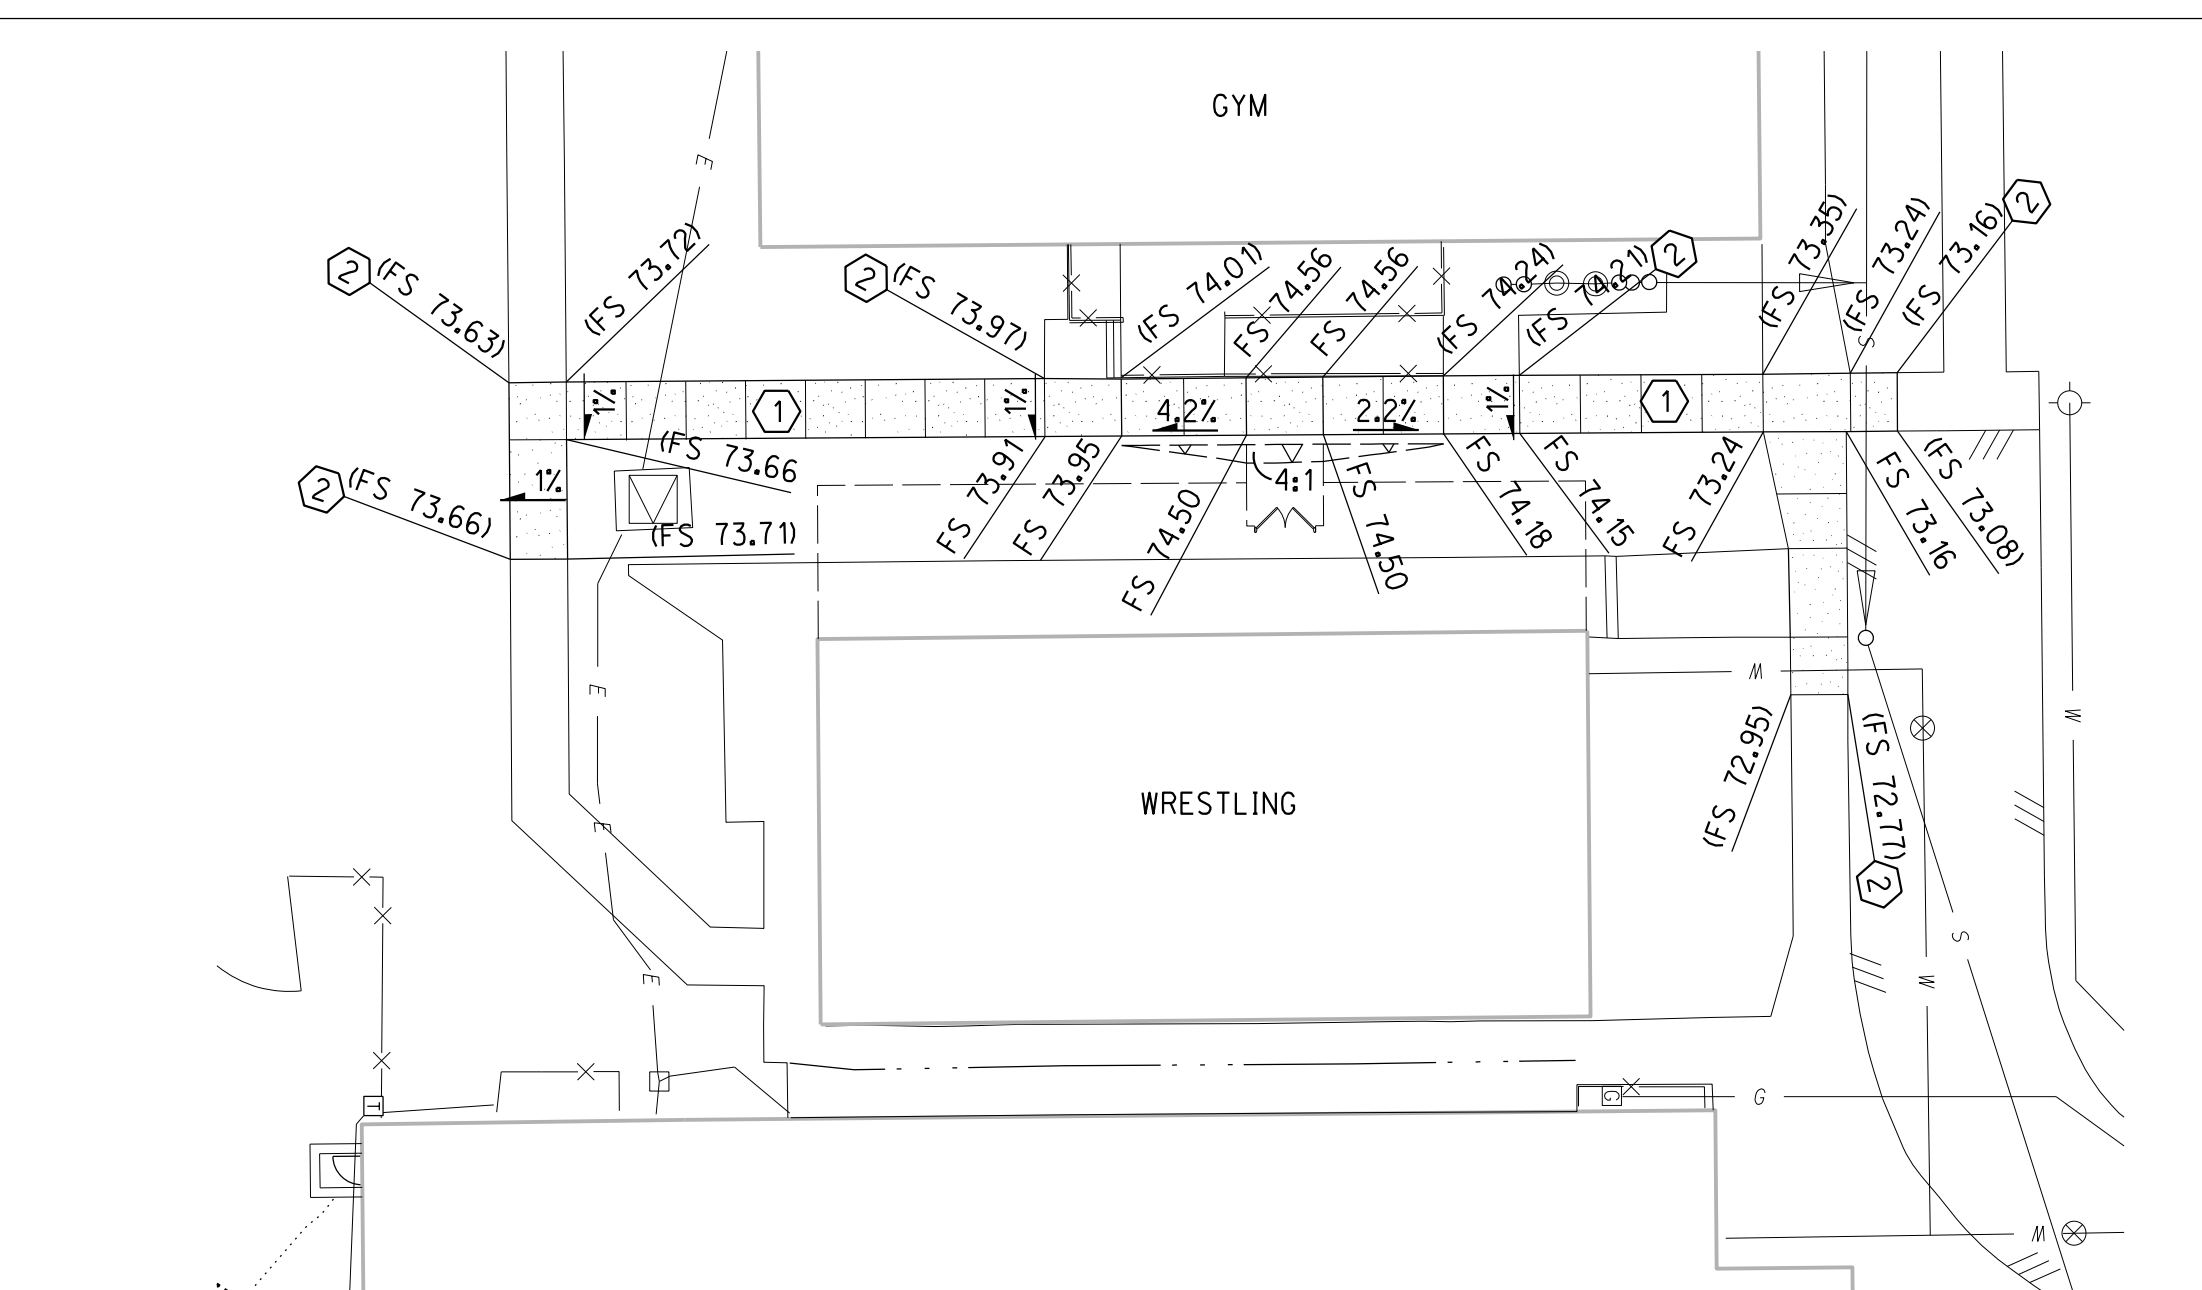 GYM
E
2 (FS 73.63)
(FS 73.72)
2 (FS 73.97)
(FS 74.01)
FS 74.56
FS 74.56
(FS 74.24)
(FS 74.21) 2
(FS 73.35)
(FS 73.24)
(FS 73.16) 2
S
1%
1
1%
4.2%
2.2%
1%
1
2 (FS 73.66)
1%
(FS 73.66
(FS 73.71)
FS 73.91
FS 73.95
FS 74.50
4:1
FS 74.50
FS 74.18
FS 74.15
FS 73.24
FS 73.16
(FS 73.08)
E
W
W
(FS 72.95)
(FS 72.77)
2
WRESTLING
E
S
E
W
T
G
G
W